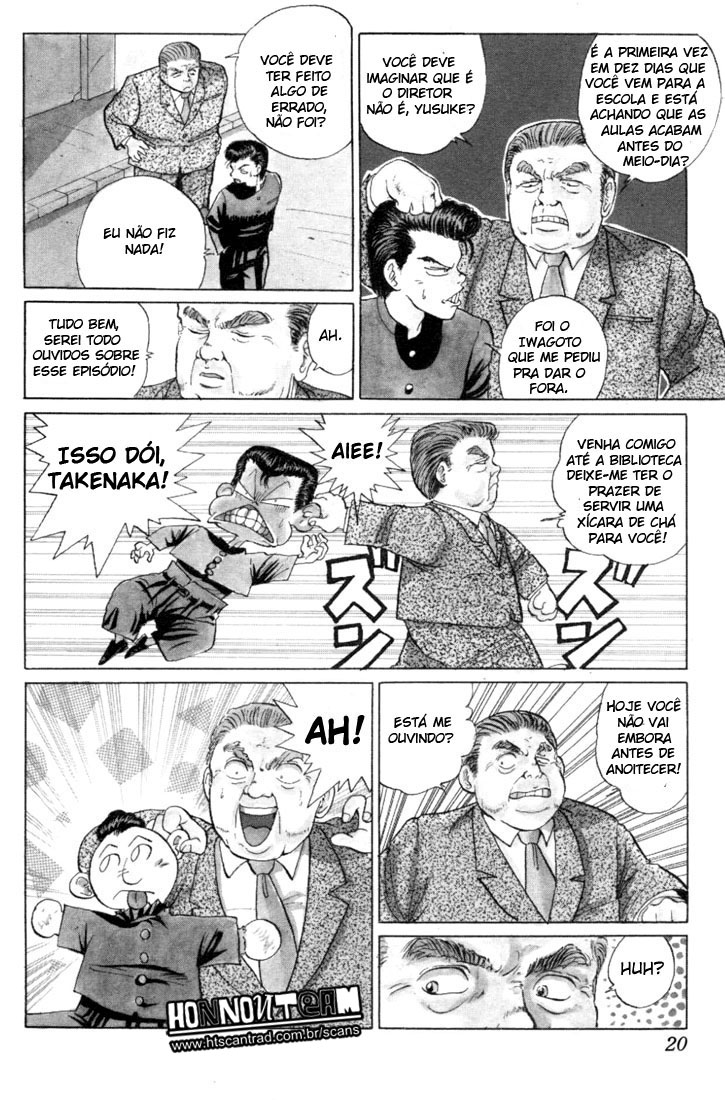 É A PRIMEIRA VEZ
EM DEZ DIAS QUE
VOCÊ VEM PARA A
ESCOLA E ESTÁ
ACHANDO QUE AS
AULAS ACABAM
ANTES DO
MEIO-DIA?
VOCÊ DEVE
IMAGINAR QUE É
O DIRETOR
NÃO É, YUSUKE?
FOI O
IWAGOTO
QUE ME PEDIU
PRA DAR O
FORA.
VOCÊ DEVE
TER FEITO
ALGO DE
ERRADO,
NÃO FOI?
EU NÃO FIZ
NADA!
AH.
TUDO BEM,
SEREI TODO
OUVIDOS SOBRE
ESSE EPISÓDIO!
VENHA COMIGO
ATÉ A BIBLIOTECA
DEIXE-ME TER O
PRAZER DE
SERVIR UMA
XÍCARA DE CHÁ
PARA VOCÊ!
AIEE!
ISSO DÓI,
TAKENAKA!
ズン
ズン
HOJE VOCÊ
NÃO VAI
EMBORA
ANTES DE
ANOITECER!
ESTÁ ME
OUVINDO?
HUH?
AH!
HONNOUTEAM
www.htscantrad.com.br/scans
20